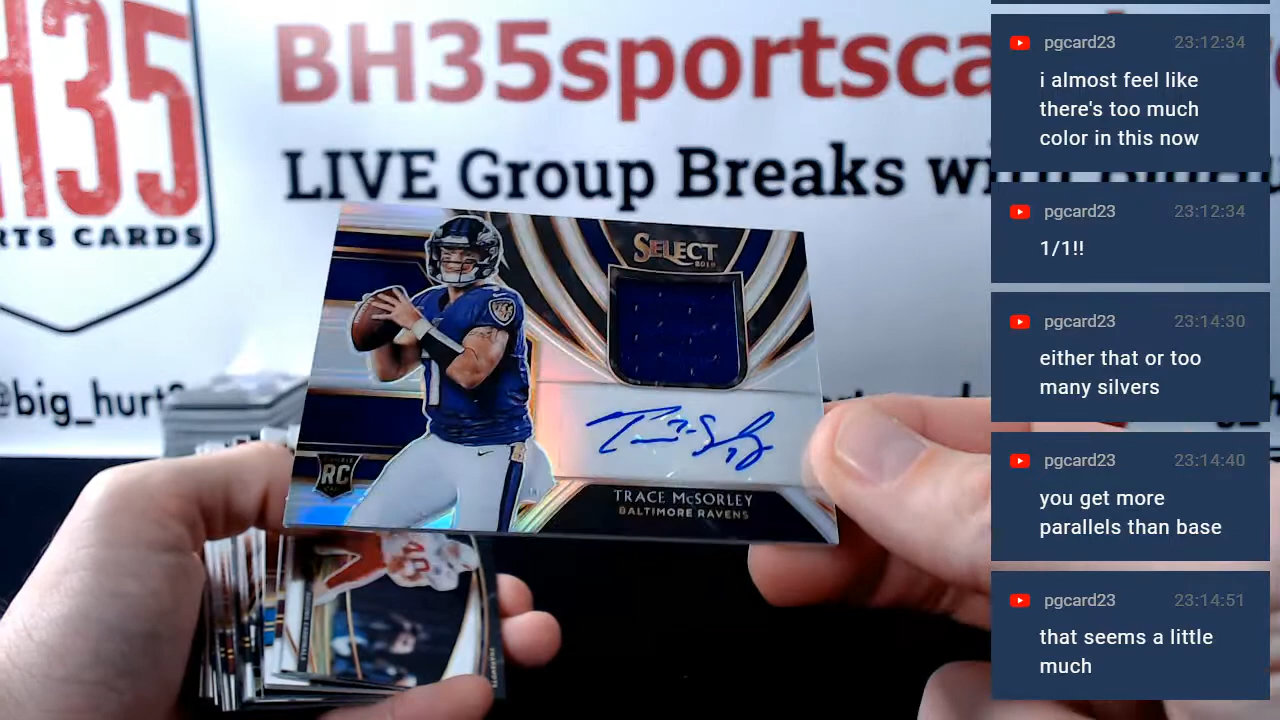 H35
RTS CARDS
BH35sportsca
LIVE Group Breaks wi
@big_hurt
SELECT
RC
TRACE McSORLEY
BALTIMORE RAVENS
pgcard23 23:12:34
i almost feel like
there's too much
color in this now
pgcard23 23:12:34
1/1!!
pgcard23 23:14:30
either that or too
many silvers
pgcard23 23:14:40
you get more
parallels than base
pgcard23 23:14:51
that seems a little
much